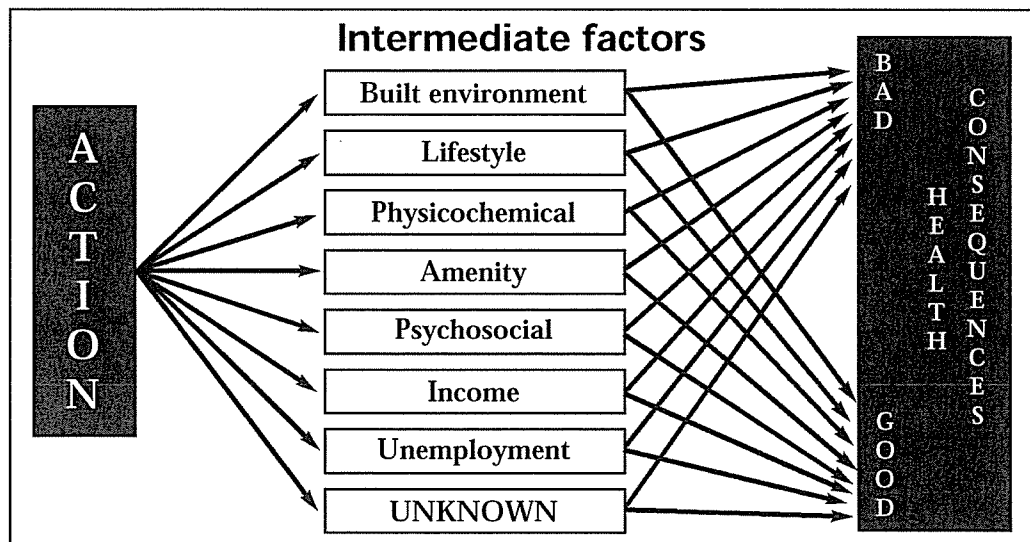 Intermediate factors
ACTION
Built environment
Lifestyle
Physicochemical
Amenity
Psychosocial
Income
Unemployment
UNKNOWN
BAD
GOOD
HEALTH
CONSEQUENCES